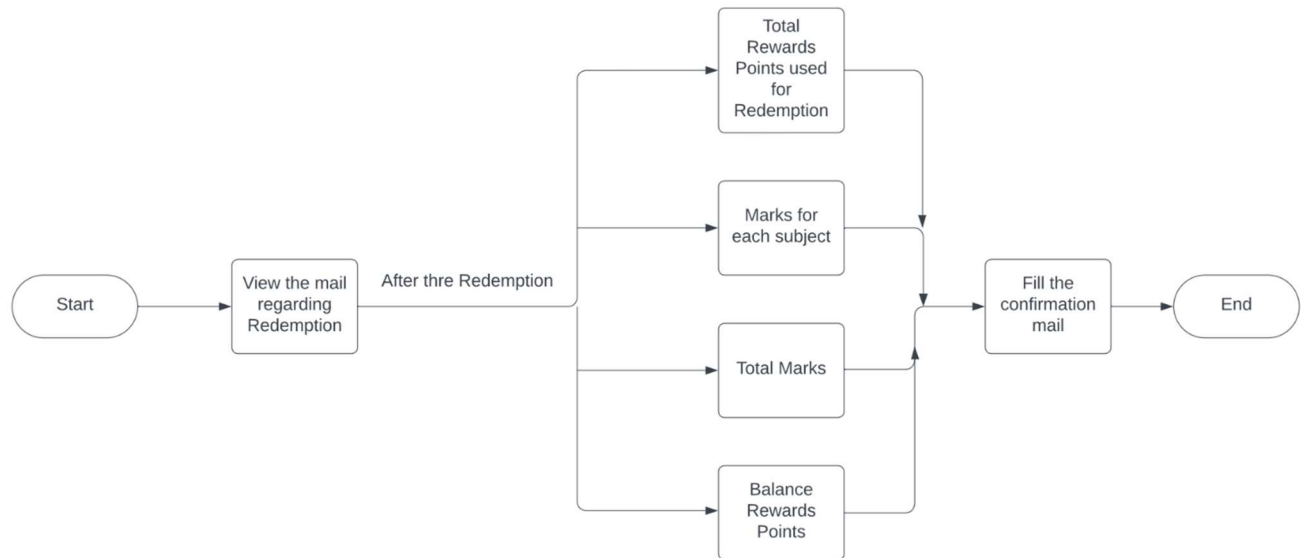 Start
View the mail
regarding
Redemption
After thre Redemption
Total
Rewards
Points used
for
Redemption
Marks for
each subject
Total Marks
Balance
Rewards
Points
Fill the
confirmation
mail
End